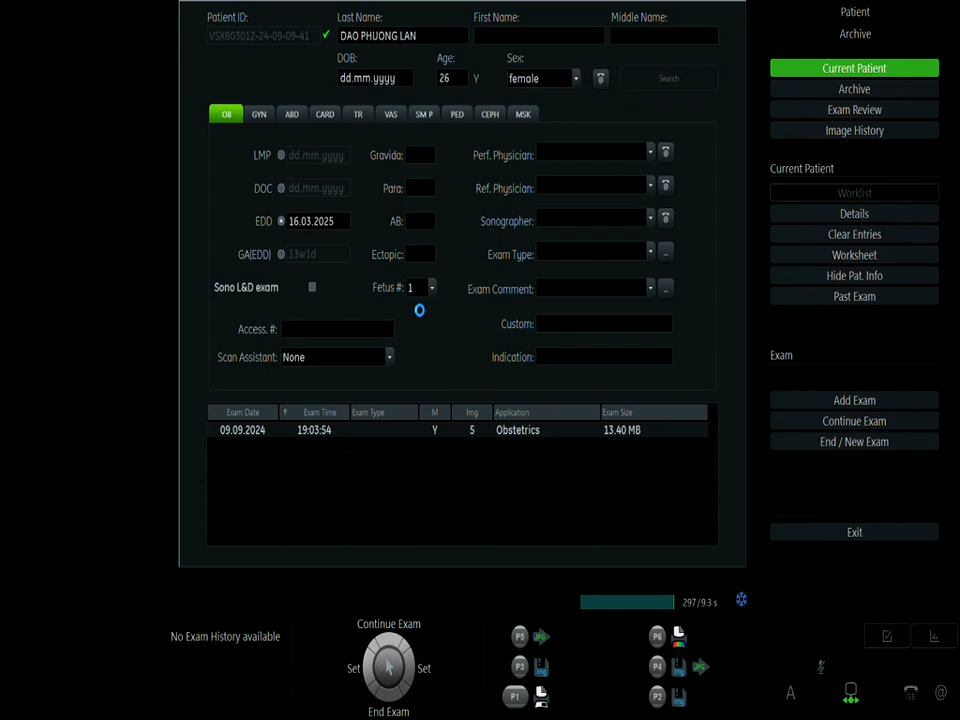 Patient ID: Last Name: First Name: Middle Name:
VSX803012-24-09-09-41 DAO PHUONG LAN
DOB: Age: Sex:
dd.mm.yyyy 26 Y female Search
OB GYN ABD CARD TR VAS SM P PED CEPH MSK
LMP dd.mm.yyyy Gravida: Perf. Physician:
DOC dd.mm.yyyy Para: Ref. Physician:
EDD 16.03.2025 AB: Sonographer:
GA(EDD) 13w1d Ectopic: Exam Type: ...
Sono L&D exam Fetus #: 1 Exam Comment: ...
Access. #: Custom:
Scan Assistant: None Indication:
Exam Date Exam Time Exam Type M Img Application Exam Size
09.09.2024 19:03:54 Y 5 Obstetrics 13.40 MB
Patient
Archive
Current Patient
Archive
Exam Review
Image History
Current Patient
Worklist
Details
Clear Entries
Worksheet
Hide Pat. Info
Past Exam
Exam
Add Exam
Continue Exam
End / New Exam
Exit
297/9.3 s
No Exam History available
Continue Exam
Set Set
End Exam
P5 JPG P6
P3 img P4 img JPG
P1 P2 img
A GE @